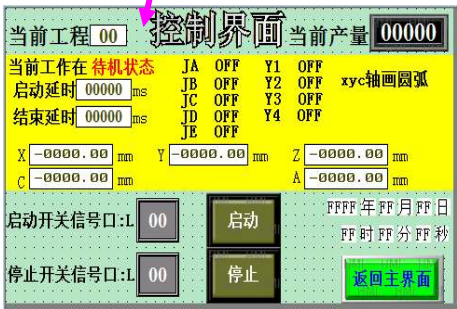 当前工程 00 控制界面 当前产量 00000
当前工作在 待机状态 JA OFF Y1 OFF
启动延时 00000 ms JB OFF Y2 OFF xyc轴画圆弧
JC OFF Y3 OFF
结束延时 00000 ms JD OFF Y4 OFF
JE OFF
X -0000.00 mm Y -0000.00 mm Z -0000.00 mm
C -0000.00 mm A -0000.00 mm
启动开关信号口:L 00 启动 FFFF 年 FF 月 FF 日
FF 时 FF 分 FF 秒
停止开关信号口:L 00 停止 返回主界面